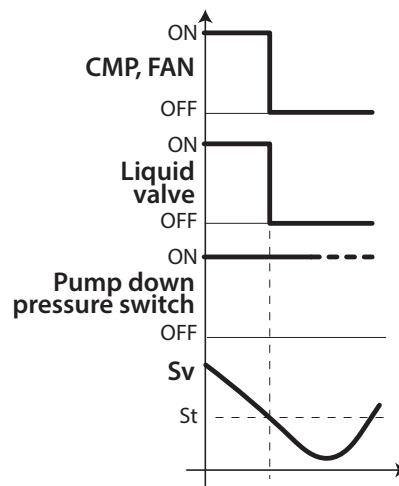 ON
CMP, FAN
OFF
ON
Liquid
valve
OFF
ON
Pump down
pressure switch
OFF
Sv
St